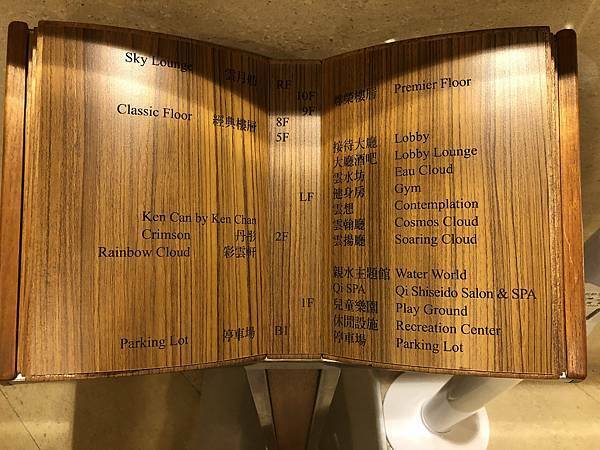 Sky Lounge 雲月舫 RF
10F 尊榮樓層 Premier Floor
9F
Classic Floor 經典樓層 8F
5F
接待大廳 Lobby
大廳酒吧 Lobby Lounge
雲水坊 Eau Cloud
LF 健身房 Gym
雲想 Contemplation
Ken Can by Ken Chan 雲翰廳 Cosmos Cloud
Crimson 丹彤 2F 雲揚廳 Soaring Cloud
Rainbow Cloud 彩雲軒
親水主題館 Water World
Qi SPA Qi Shiseido Salon & SPA
1F 兒童樂園 Play Ground
休閒設施 Recreation Center
Parking Lot 停車場 B1 停車場 Parking Lot